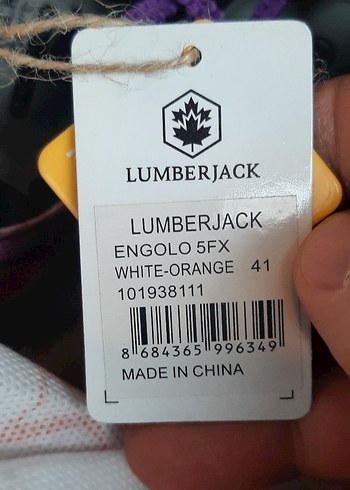 LUMBERJACK
LUMBERJACK
ENGOLO 5FX
WHITE-ORANGE 41
101938111
8 684365 996349
MADE IN CHINA